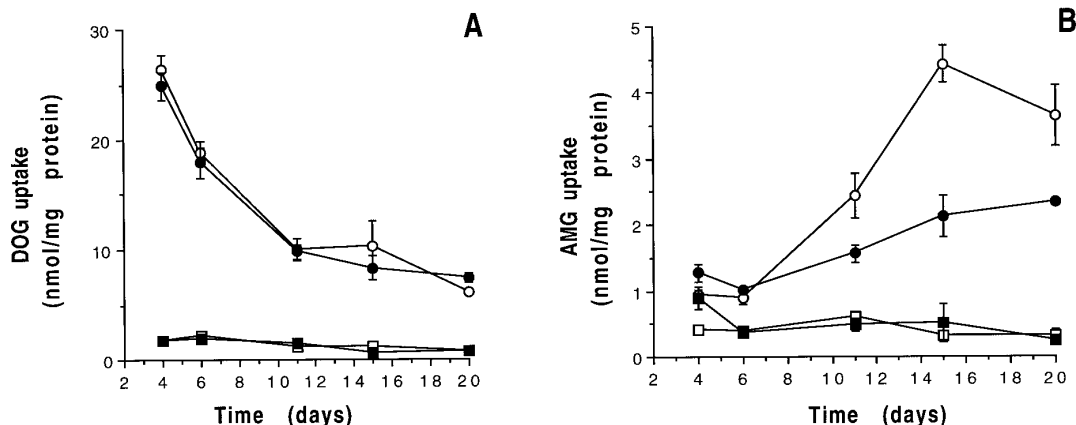 A
DOG uptake
(nmol/mg protein)
30
20
10
0
2 4 6 8 10 12 14 16 18 20
Time (days)
B
AMG uptake
(nmol/mg protein)
5
4
3
2
1
0
2 4 6 8 10 12 14 16 18 20
Time (days)